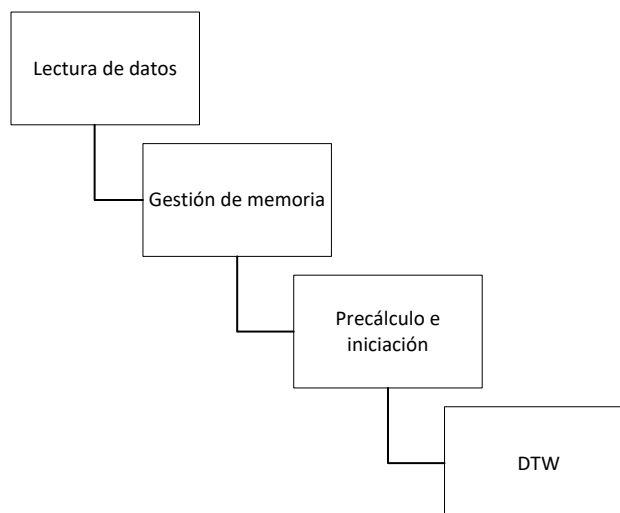 Lectura de datos
Gestión de memoria
Precálculo e
iniciación
DTW